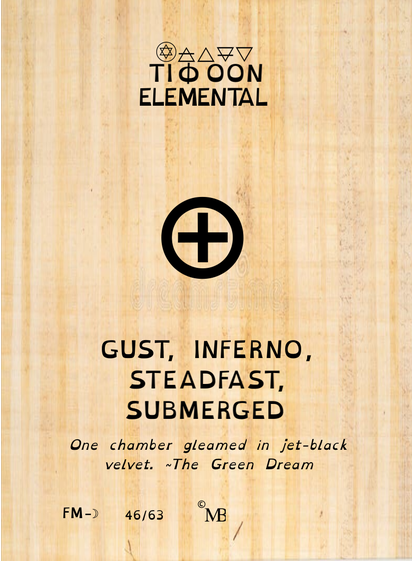 TIΦOON
ELEMENTAL
GUST, INFERNO,
STEADFAST,
SUBMERGED
One chamber gleamed in jet-black
velvet. ~The Green Dream
FM-☽ 46/63 © MB